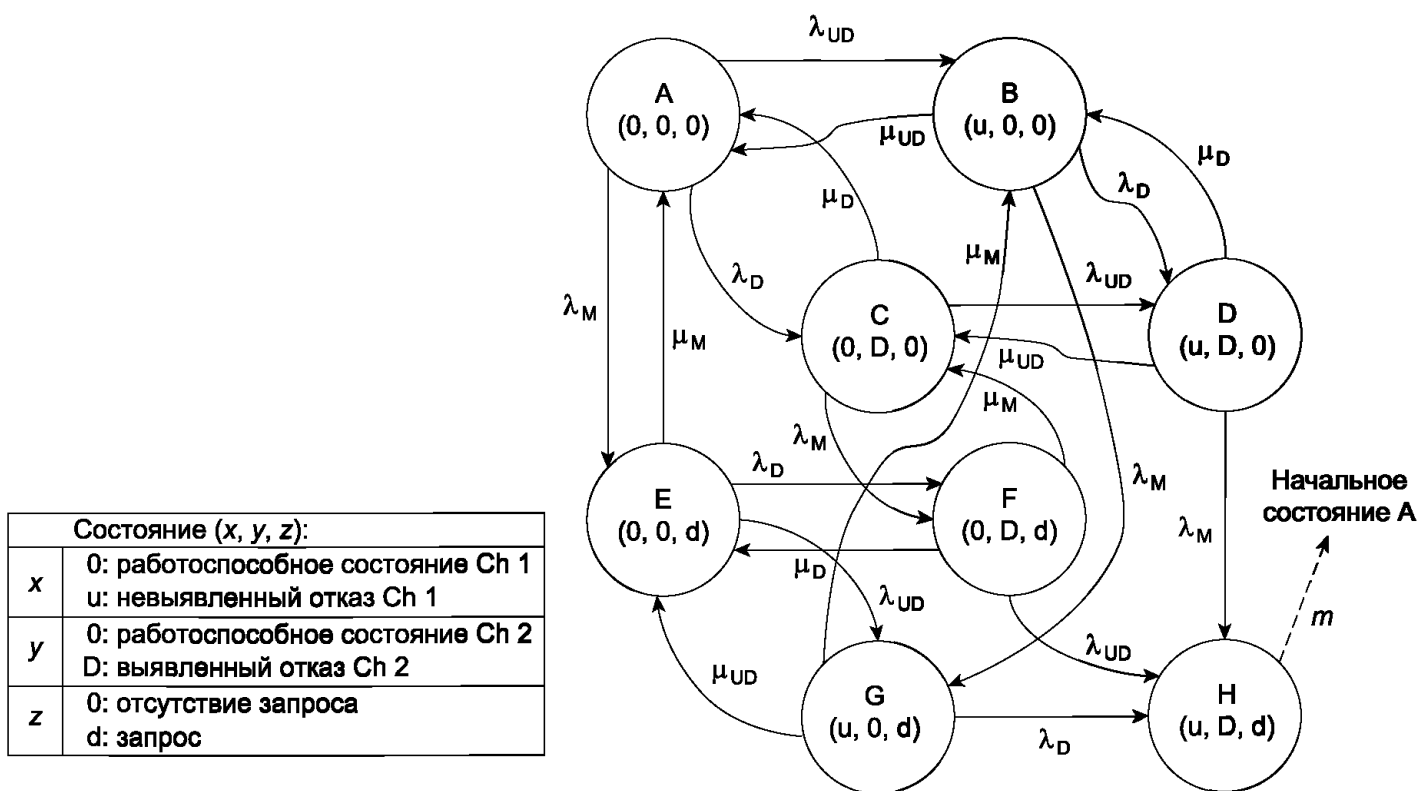 λUD
A
(0, 0, 0)
B
(u, 0, 0)
μUD
μD
λD
μD
μM
λD
λUD
C
(0, D, 0)
D
(u, D, 0)
λM
μM
μUD
μM
λM
λD
λM
E
(0, 0, d)
F
(0, D, d)
λM
Начальное
состояние А
μD
λUD
m
μUD
λUD
G
(u, 0, d)
λD
H
(u, D, d)
Состояние (x, y, z):
x
0: работоспособное состояние Ch 1
u: невыявленный отказ Ch 1
y
0: работоспособное состояние Ch 2
D: выявленный отказ Ch 2
z
0: отсутствие запроса
d: запрос